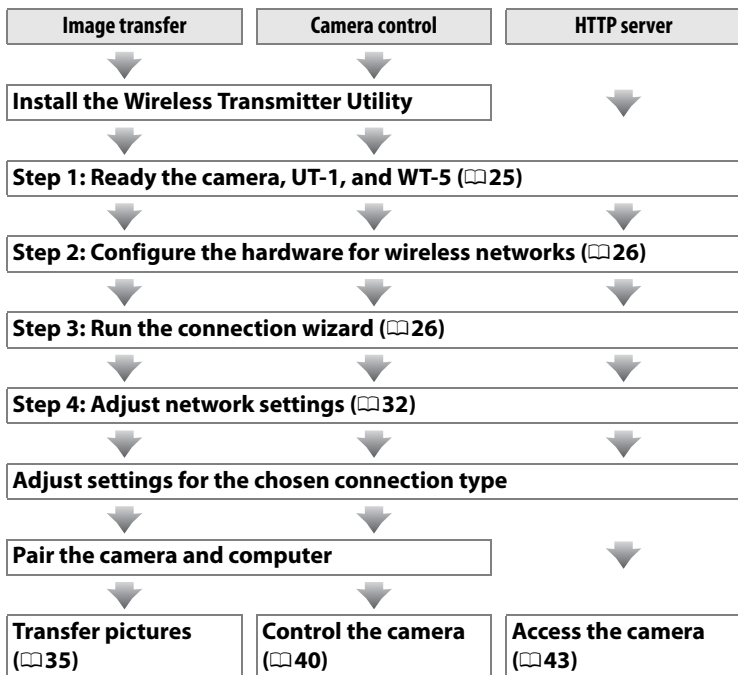 Image transfer
Camera control
HTTP server
Install the Wireless Transmitter Utility
Step 1: Ready the camera, UT-1, and WT-5 (📖25)
Step 2: Configure the hardware for wireless networks (📖26)
Step 3: Run the connection wizard (📖26)
Step 4: Adjust network settings (📖32)
Adjust settings for the chosen connection type
Pair the camera and computer
Transfer pictures
(📖35)
Control the camera
(📖40)
Access the camera
(📖43)